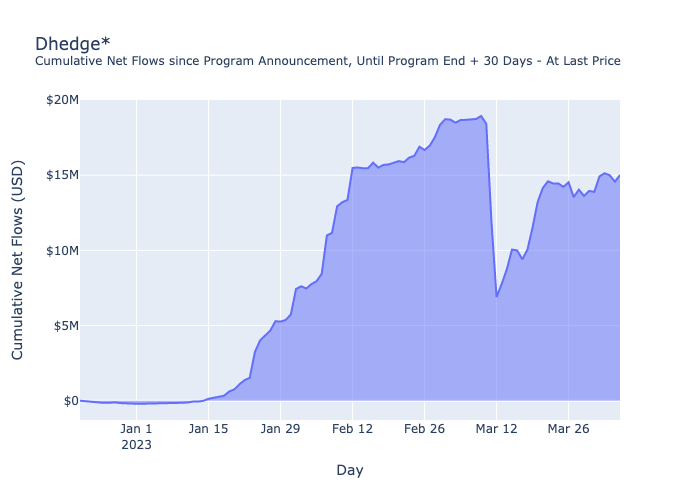 Dhedge*
Cumulative Net Flows since Program Announcement, Until Program End + 30 Days - At Last Price
Cumulative Net Flows (USD)
$20M
$15M
$10M
$5M
$0
Jan 1 Jan 15 Jan 29 Feb 12 Feb 26 Mar 12 Mar 26
2023
Day